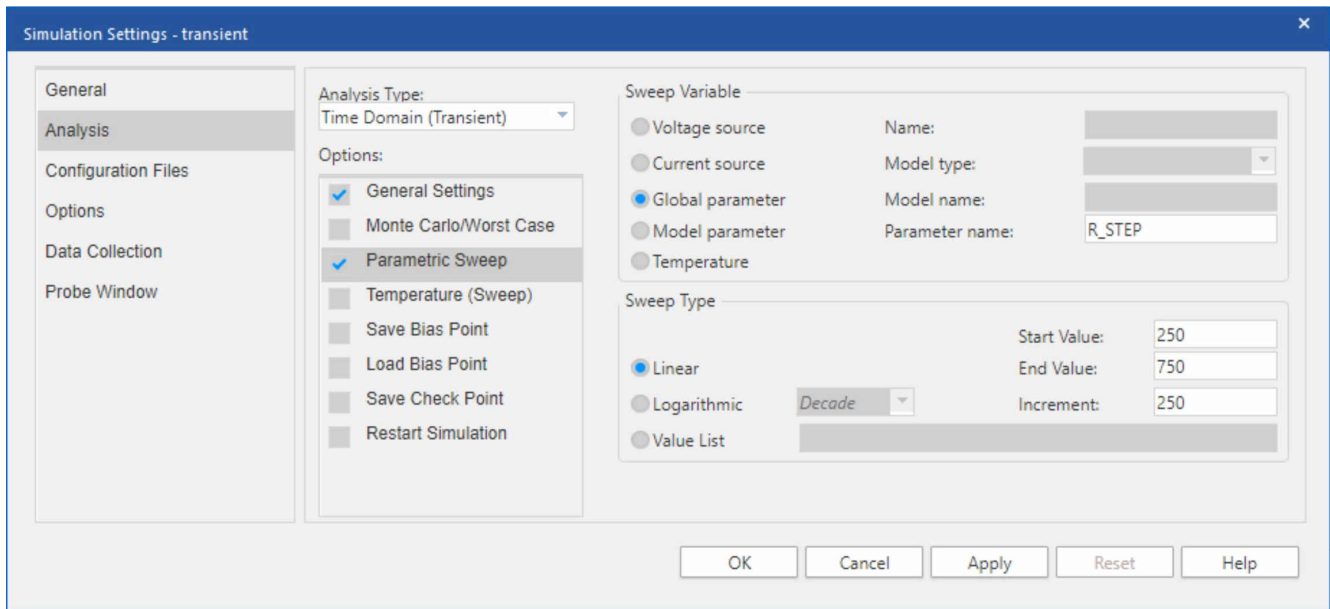 Simulation Settings - transient
General
Analysis
Configuration Files
Options
Data Collection
Probe Window
Analysis Type:
Time Domain (Transient)
Options:
General Settings
Monte Carlo/Worst Case
Parametric Sweep
Temperature (Sweep)
Save Bias Point
Load Bias Point
Save Check Point
Restart Simulation
Sweep Variable
Voltage source Name:
Current source Model type:
Global parameter Model name:
Model parameter Parameter name: R_STEP
Temperature
Sweep Type
Start Value: 250
Linear End Value: 750
Logarithmic Decade Increment: 250
Value List
OK Cancel Apply Reset Help